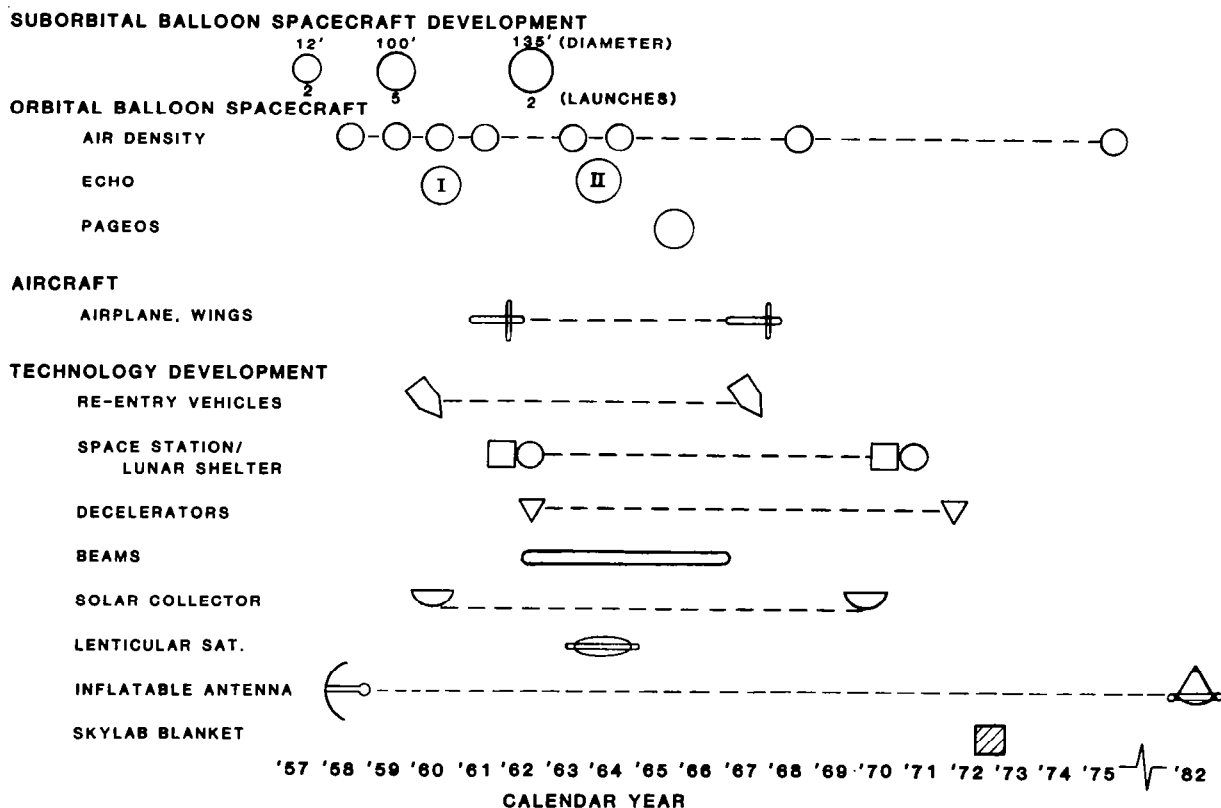 SUBORBITAL BALLOON SPACECRAFT DEVELOPMENT
12' 100' 135' (DIAMETER)
2 5 2 (LAUNCHES)
ORBITAL BALLOON SPACECRAFT
AIR DENSITY
ECHO I II
PAGEOS
AIRCRAFT
AIRPLANE, WINGS
TECHNOLOGY DEVELOPMENT
RE-ENTRY VEHICLES
SPACE STATION/
LUNAR SHELTER
DECELERATORS
BEAMS
SOLAR COLLECTOR
LENTICULAR SAT.
INFLATABLE ANTENNA
SKYLAB BLANKET
'57 '58 '59 '60 '61 '62 '63 '64 '65 '66 '67 '68 '69 '70 '71 '72 '73 '74 '75 '82
CALENDAR YEAR